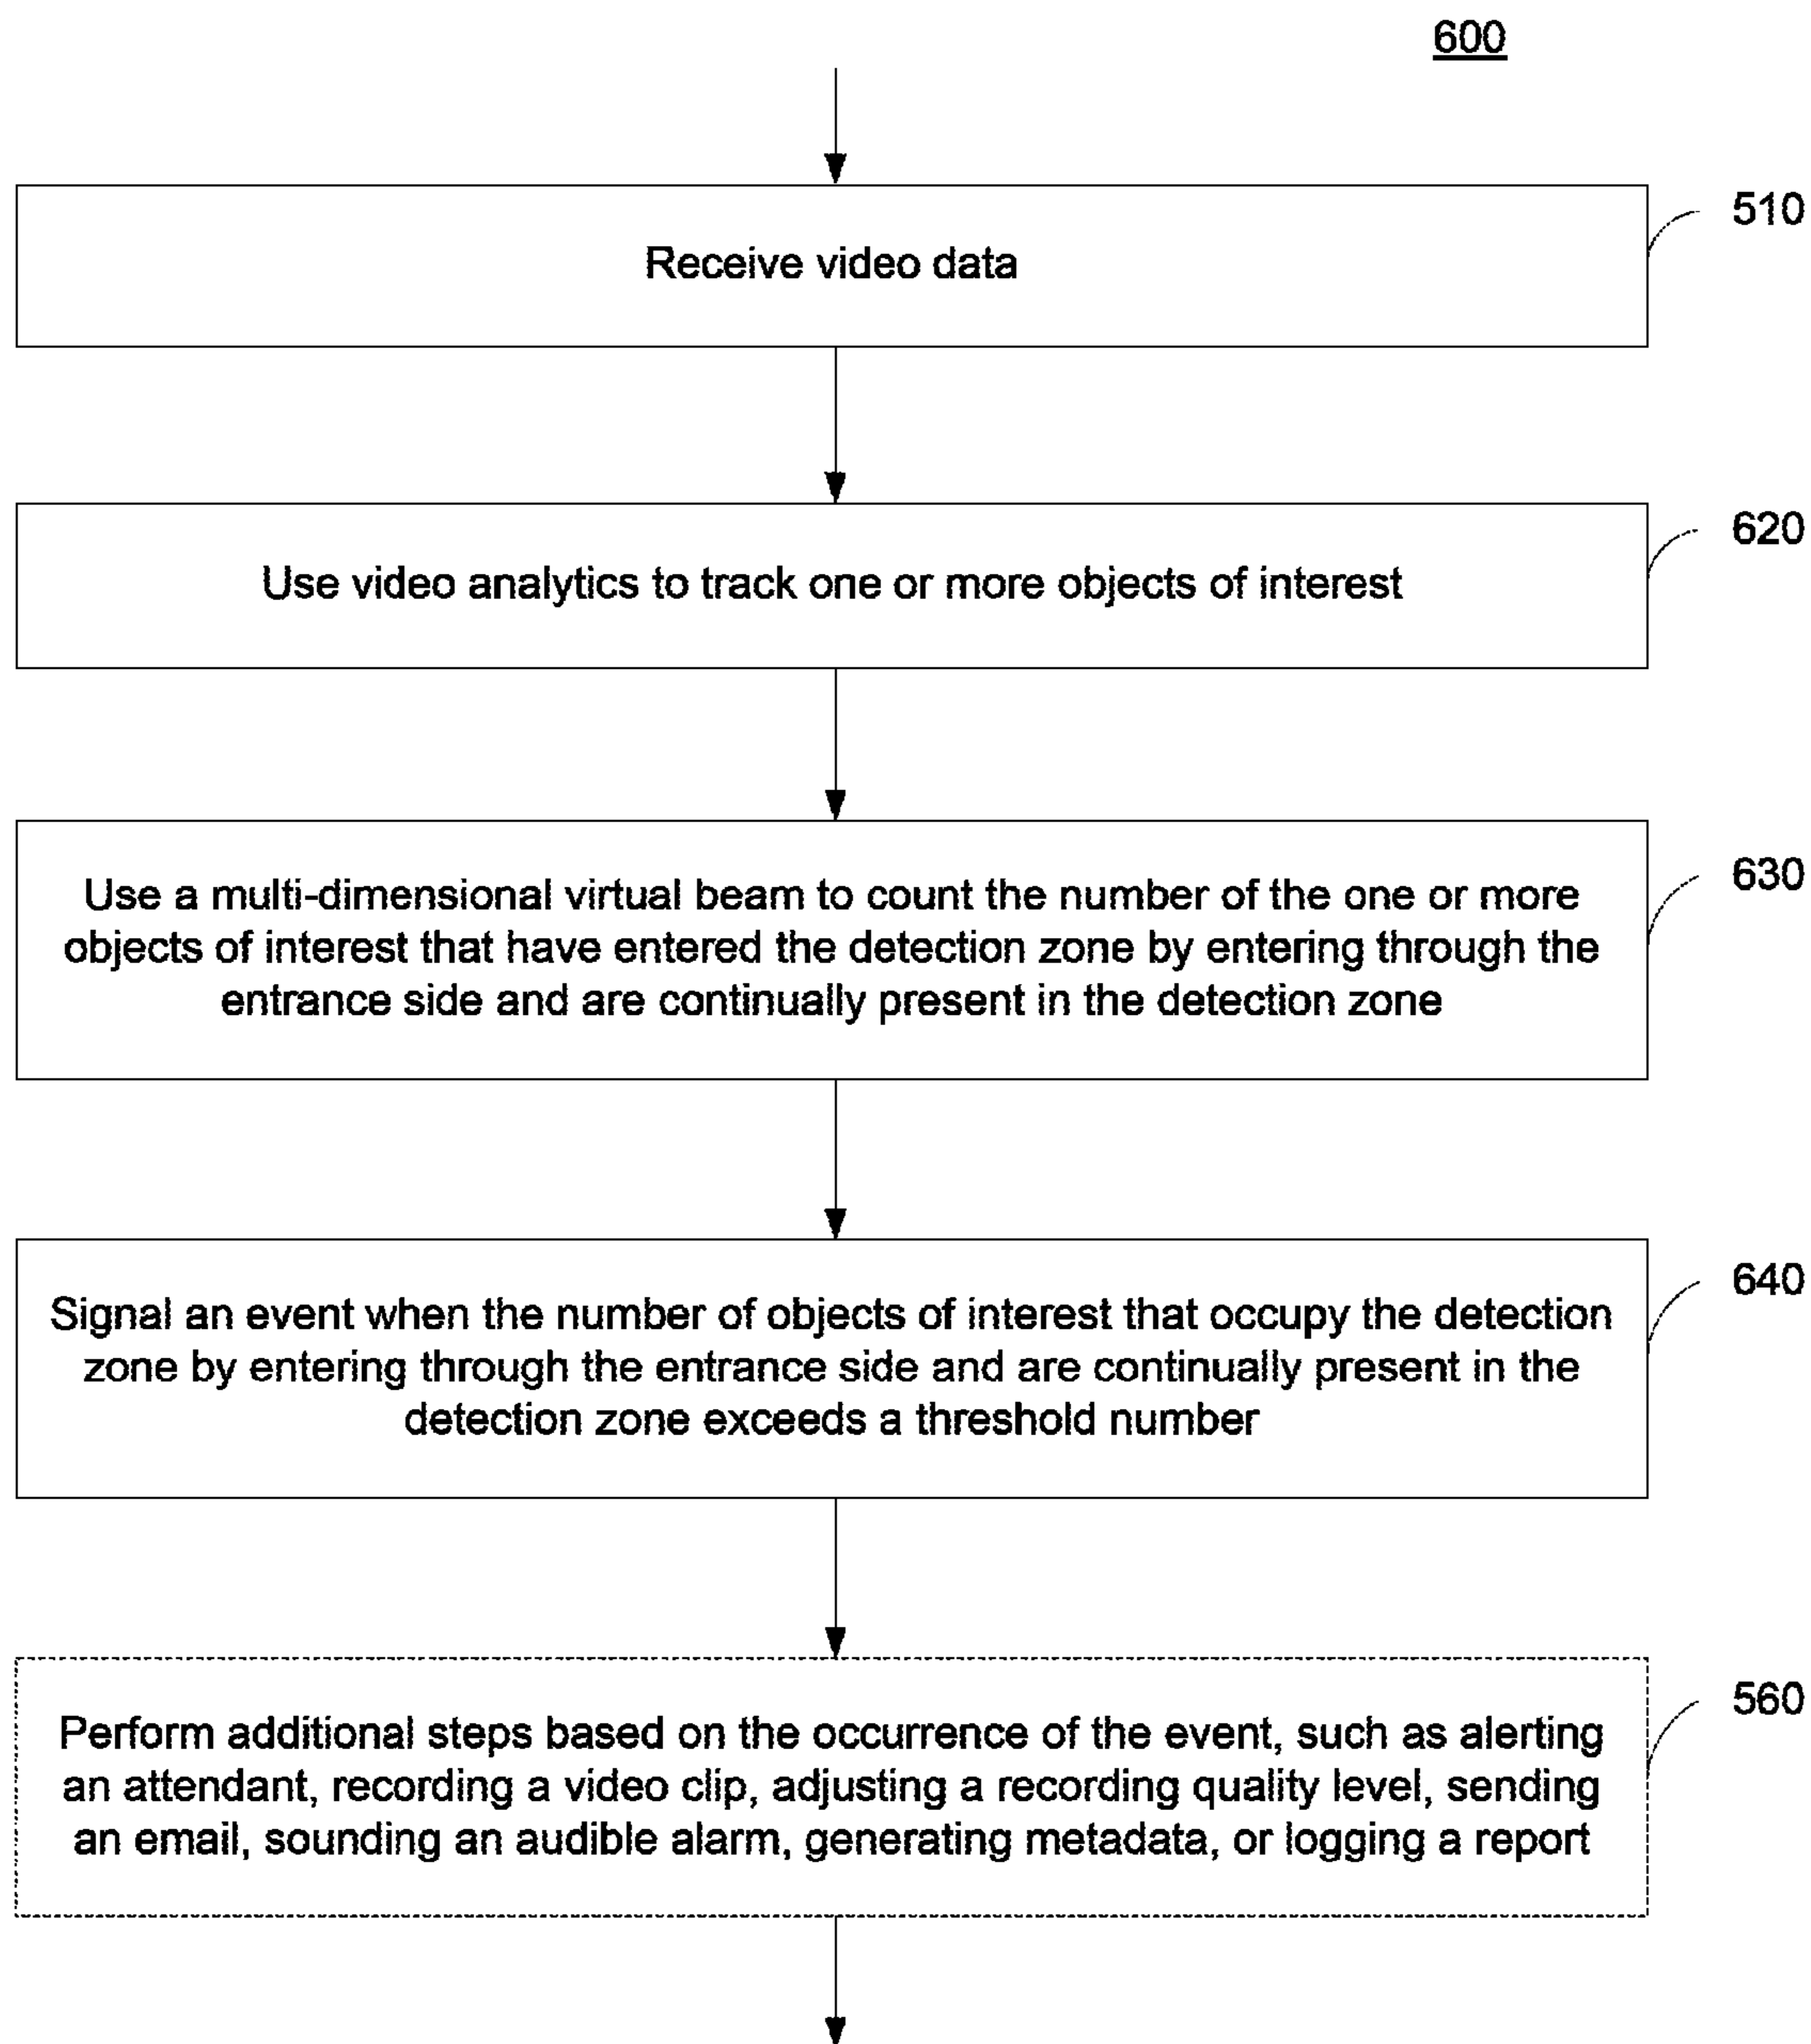 600
510
Receive video data
620
Use video analytics to track one or more objects of interest
630
Use a multi-dimensional virtual beam to count the number of the one or more
objects of interest that have entered the detection zone by entering through the
entrance side and are continually present in the detection zone
640
Signal an event when the number of objects of interest that occupy the detection
zone by entering through the entrance side and are continually present in the
detection zone exceeds a threshold number
560
Perform additional steps based on the occurrence of the event, such as alerting
an attendant, recording a video clip, adjusting a recording quality level, sending
an email, sounding an audible alarm, generating metadata, or logging a report